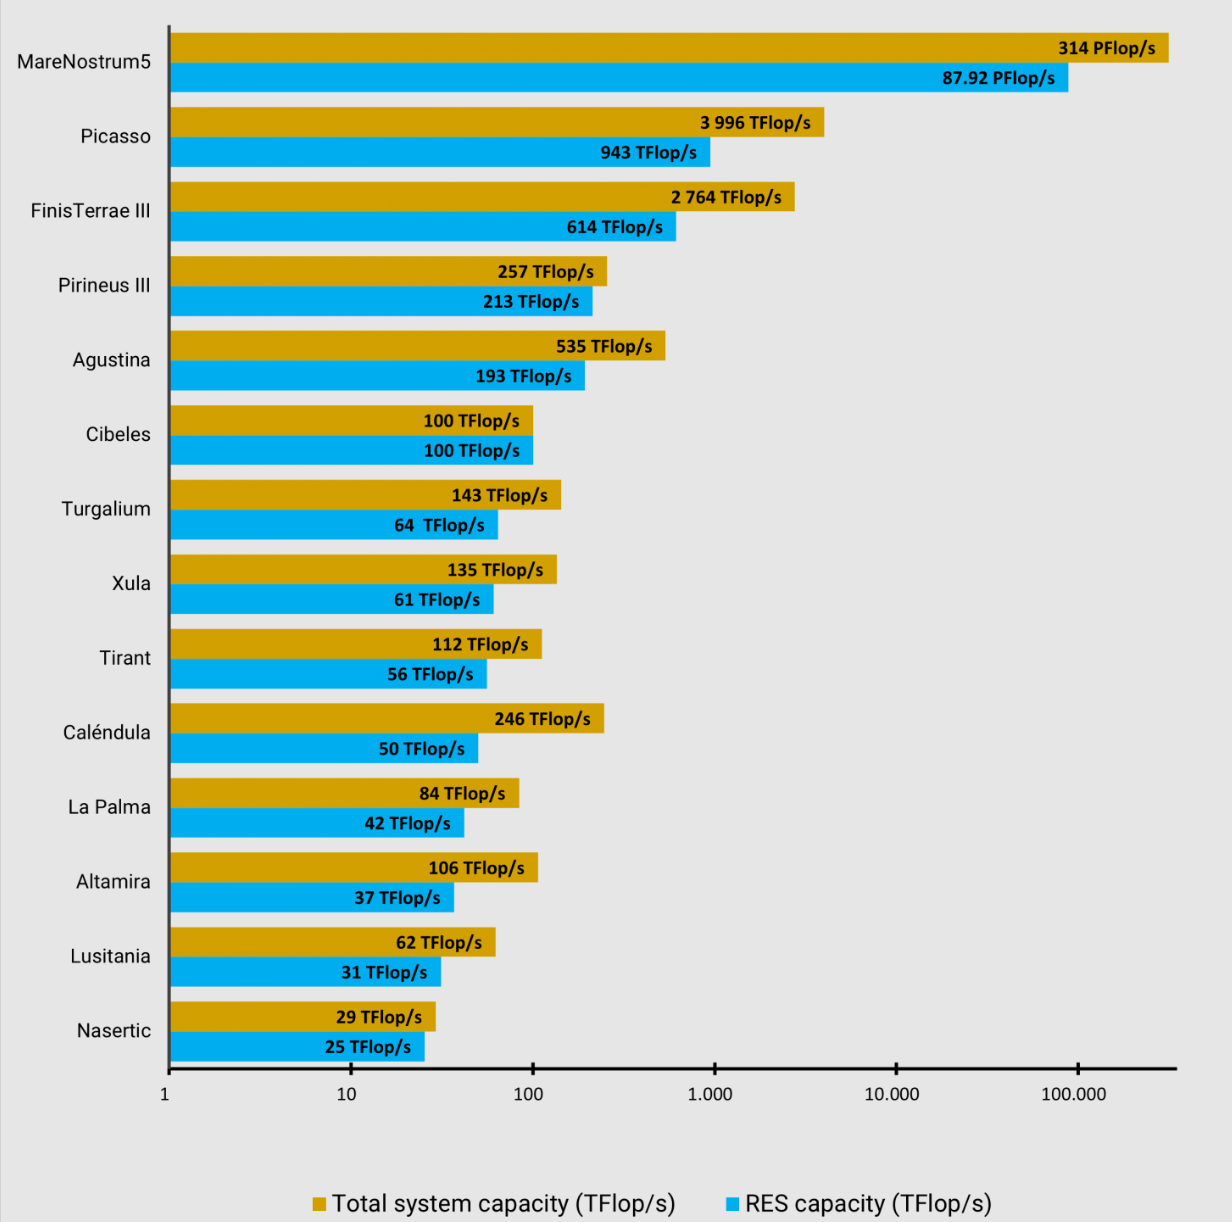 MareNostrum5
314 PFlop/s
87.92 PFlop/s
Picasso
3 996 TFlop/s
943 TFlop/s
FinisTerrae III
2 764 TFlop/s
614 TFlop/s
Pirineus III
257 TFlop/s
213 TFlop/s
Agustina
535 TFlop/s
193 TFlop/s
Cibeles
100 TFlop/s
100 TFlop/s
Turgalium
143 TFlop/s
64 TFlop/s
Xula
135 TFlop/s
61 TFlop/s
Tirant
112 TFlop/s
56 TFlop/s
Caléndula
246 TFlop/s
50 TFlop/s
La Palma
84 TFlop/s
42 TFlop/s
Altamira
106 TFlop/s
37 TFlop/s
Lusitania
62 TFlop/s
31 TFlop/s
Nasertic
29 TFlop/s
25 TFlop/s
1 10 100 1.000 10.000 100.000
Total system capacity (TFlop/s) RES capacity (TFlop/s)